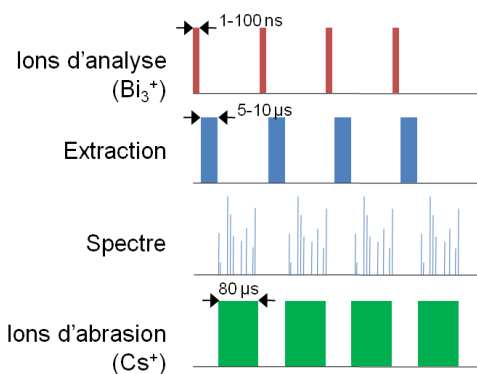 1-100 ns
Ions d’analyse
(Bi₃⁺)
5-10 µs
Extraction
Spectre
80 µs
Ions d’abrasion
(Cs⁺)